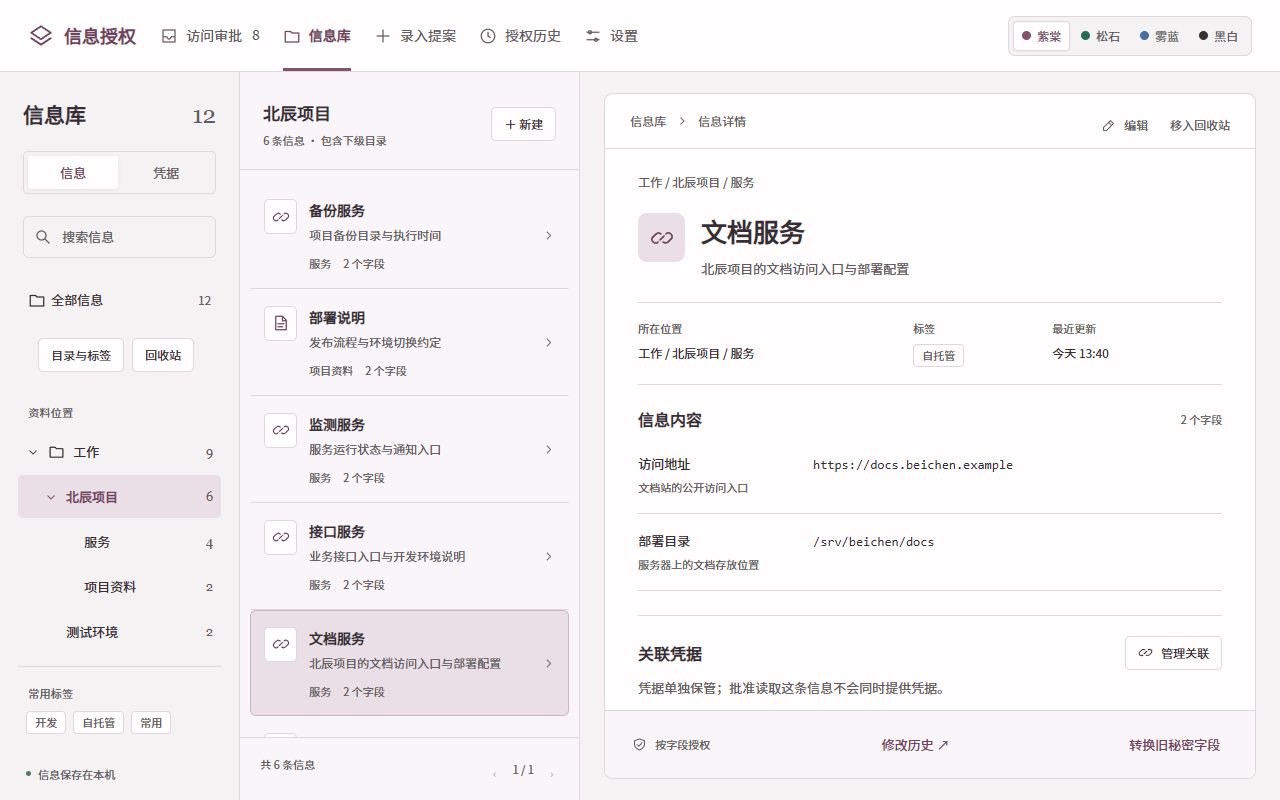 信息授权
访问审批 8
信息库
录入提案
授权历史
设置
紫棠
松石
雾蓝
黑白
信息库 12
信息
凭据
搜索信息
全部信息 12
目录与标签
回收站
资料位置
工作 9
北辰项目 6
服务 4
项目资料 2
测试环境 2
常用标签
开发
自托管
常用
信息保存在本机
北辰项目
6 条信息 · 包含下级目录
+ 新建
备份服务
项目备份目录与执行时间
服务 2 个字段
部署说明
发布流程与环境切换约定
项目资料 2 个字段
监测服务
服务运行状态与通知入口
服务 2 个字段
接口服务
业务接口入口与开发环境说明
服务 2 个字段
文档服务
北辰项目的文档访问入口与部署配置
服务 2 个字段
共 6 条信息
‹ 1 / 1 ›
信息库 > 信息详情
编辑
移入回收站
工作 / 北辰项目 / 服务
文档服务
北辰项目的文档访问入口与部署配置
所在位置
工作 / 北辰项目 / 服务
标签
自托管
最近更新
今天 13:40
信息内容
2 个字段
访问地址
https://docs.beichen.example
文档站的公开访问入口
部署目录
/srv/beichen/docs
服务器上的文档存放位置
关联凭据
管理关联
凭据单独保管；批准读取这条信息不会同时提供凭据。
按字段授权
修改历史 ↗
转换旧秘密字段